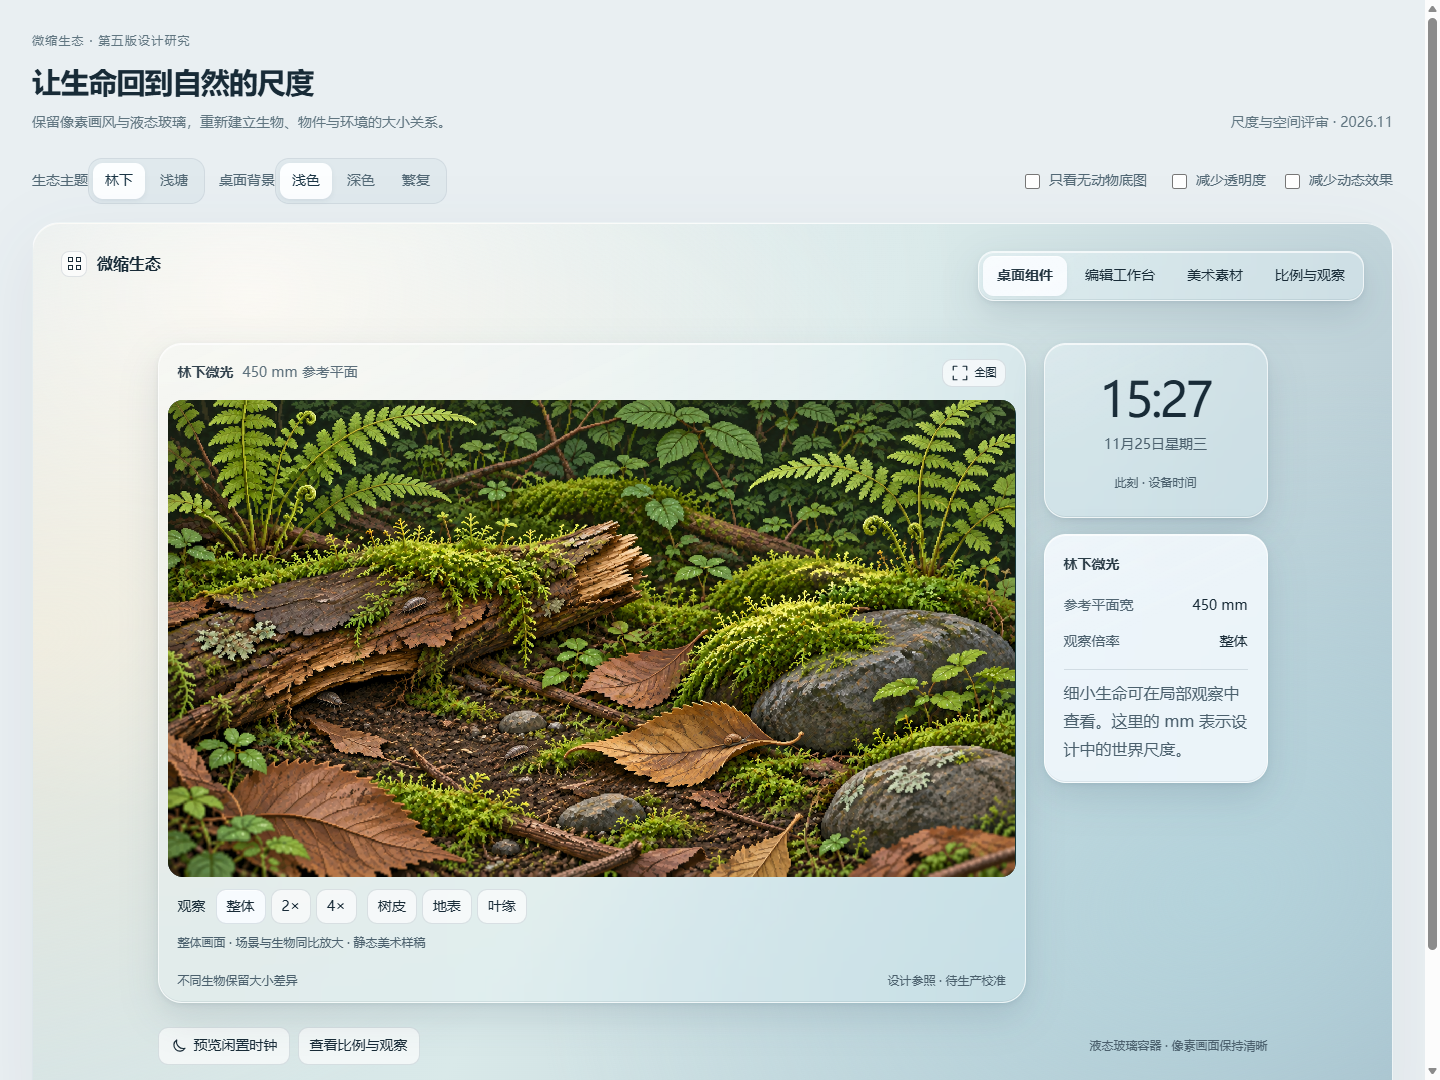 微缩生态 · 第五版设计研究
让生命回到自然的尺度
保留像素画风与液态玻璃，重新建立生物、物件与环境的大小关系。
尺度与空间评审 · 2026.11
生态主题 林下 浅塘 桌面背景 浅色 深色 繁复 只看无动物底图 减少透明度 减少动态效果
微缩生态
桌面组件 编辑工作台 美术素材 比例与观察
林下微光 450 mm 参考平面 全图
15:27
11月25日星期三
此刻 · 设备时间
林下微光
参考平面宽 450 mm
观察倍率 整体
细小生命可在局部观察中
查看。这里的 mm 表示设
计中的世界尺度。
观察 整体 2× 4× 树皮 地表 叶缘
整体画面 · 场景与生物同比放大 · 静态美术样稿
不同生物保留大小差异 设计参照 · 待生产校准
预览闲置时钟 查看比例与观察 液态玻璃容器 · 像素画面保持清晰